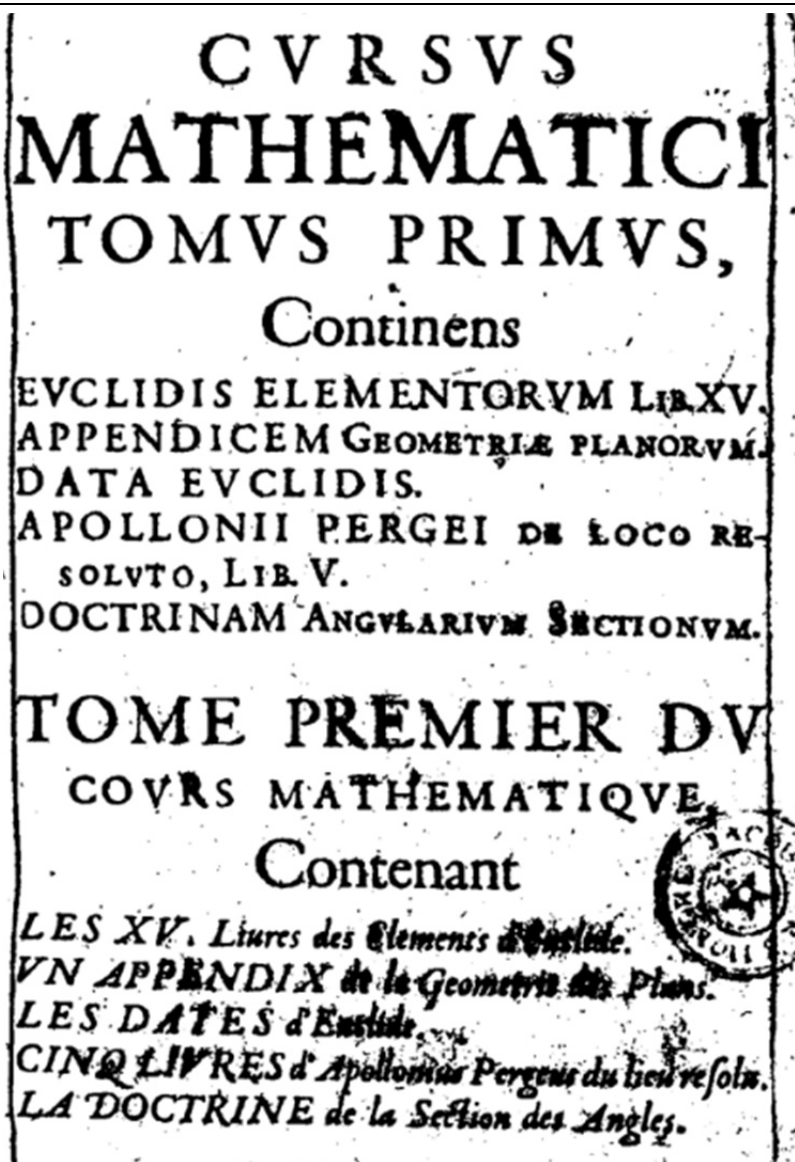 CVRSVS
MATHEMATICI
TOMVS PRIMVS,
Continens
EVCLIDIS ELEMENTORVM LIB. XV.
APPENDICEM GEOMETRIÆ PLANORVM.
DATA EVCLIDIS.
APOLLONII PERGEI DE LOCO RE-
SOLVTO, LIB. V.
DOCTRINAM ANGVLARIVM SECTIONVM.
TOME PREMIER DV
COVRS MATHEMATIQVE,
Contenant
LES XV. Liures des Elements d'Euclide.
VN APPENDIX de la Geometrie des Plans.
LES DATES d'Euclide.
CINQ LIVRES d'Apollonius Pergeus du lieu resolu.
LA DOCTRINE de la Section des Angles.